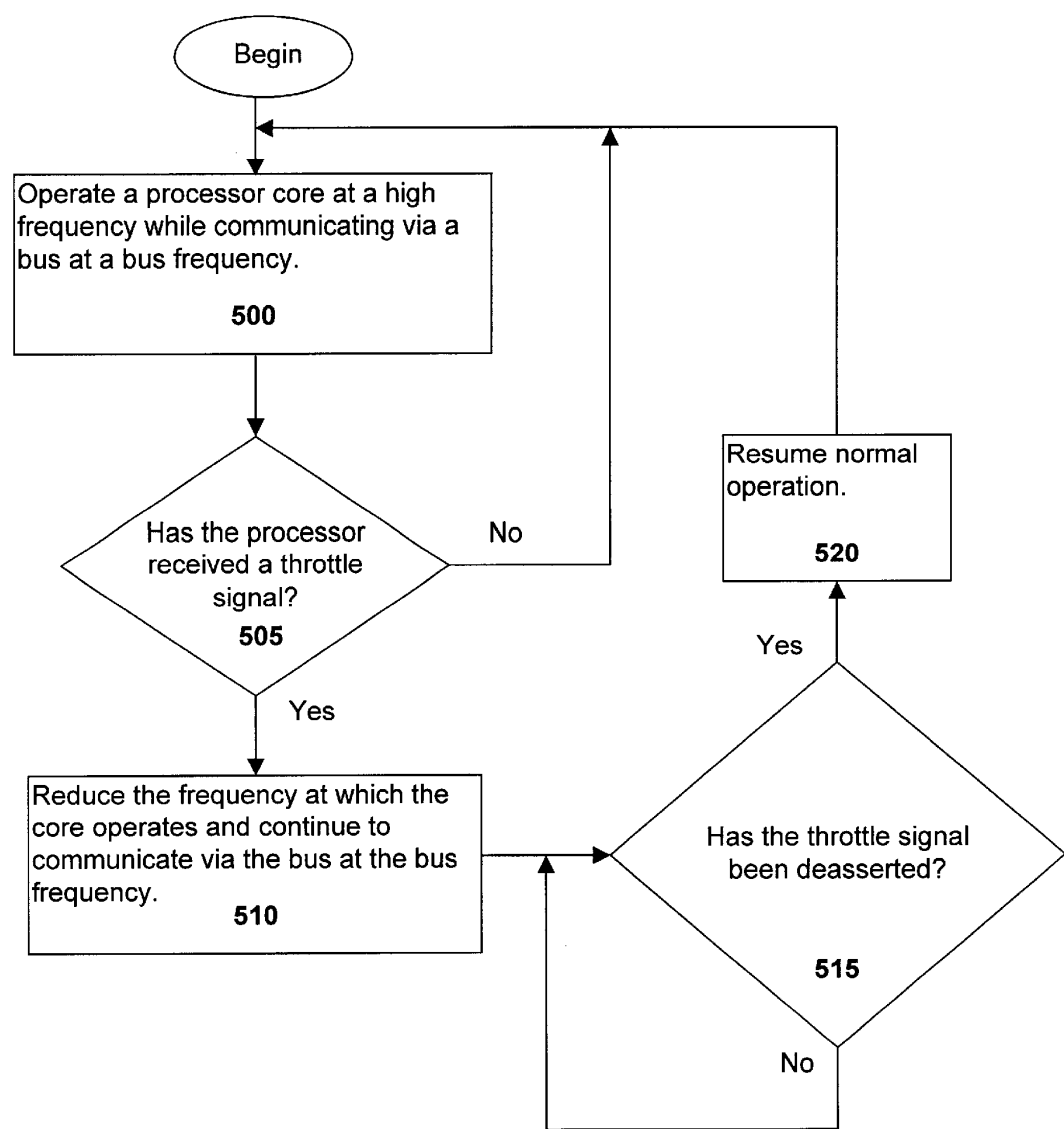 Begin
Operate a processor core at a high
frequency while communicating via a
bus at a bus frequency.
500
Has the processor
received a throttle
signal?
505
No
Yes
Reduce the frequency at which the
core operates and continue to
communicate via the bus at the bus
frequency.
510
Has the throttle signal
been deasserted?
515
No
Yes
Resume normal
operation.
520